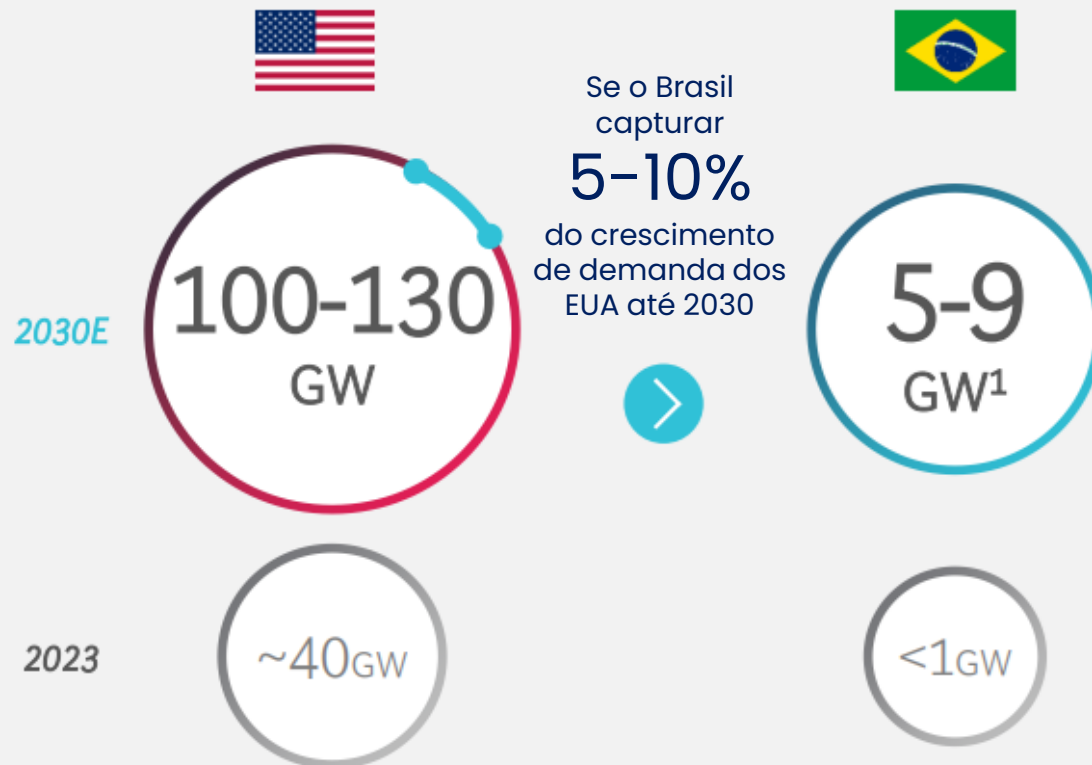 Se o Brasil
capturar
5-10%
do crescimento
de demanda dos
EUA até 2030
2030E
100-130
GW
5-9
GW¹
2023
~40GW
<1GW